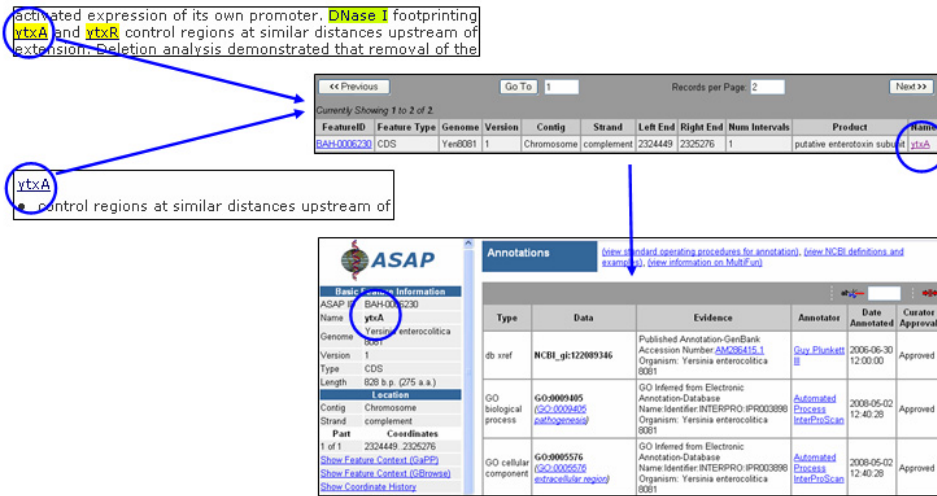 activated expression of its own promoter. DNase I footprinting
ytxA and ytxR control regions at similar distances upstream of
extension. Deletion analysis demonstrated that removal of the
<< Previous Go To 1 Records per Page: 2 Next >>
Currently Showing 1 to 2 of 2.
FeatureID Feature Type Genome Version Contig Strand Left End Right End Num Intervals Product Name
BAH-0006230 CDS Yen8081 1 Chromosome complement 2324449 2325276 1 putative enterotoxin subunit ytxA
ytxA
• control regions at similar distances upstream of
ASAP
Basic Feature Information
ASAP ID BAH-0006230
Name ytxA
Genome Yersinia enterocolitica
8081
Version 1
Type CDS
Length 828 b.p. (275 a.a.)
Location
Contig Chromosome
Strand complement
Part Coordinates
1 of 1 2324449..2325276
Show Feature Context (GaPP)
Show Feature Context (GBrowse)
Show Coordinate History
Annotations
(view standard operating procedures for annotation), (view NCBI definitions and
examples), (view information on MultiFun)
Type Data Evidence Annotator Date Annotated Curator Approval
db xref NCBI_gi:122089346
Published Annotation-GenBank
Accession Number:AM286415.1
Organism: Yersinia enterocolitica
8081
Guy Plunkett
III
2006-06-30
12:00:00
Approved
GO
biological
process
GO:0009405
(GO:0009405
pathogenesis)
GO Inferred from Electronic
Annotation-Database
Name:Identifier:INTERPRO:IPR003898
Organism: Yersinia enterocolitica
8081
Automated
Process
InterProScan
2008-05-02
12:40:28
Approved
GO cellular
component
GO:0005576
(GO:0005576
extracellular region)
GO Inferred from Electronic
Annotation-Database
Name:Identifier:INTERPRO:IPR003898
Organism: Yersinia enterocolitica
8081
Automated
Process
InterProScan
2008-05-02
12:40:28
Approved